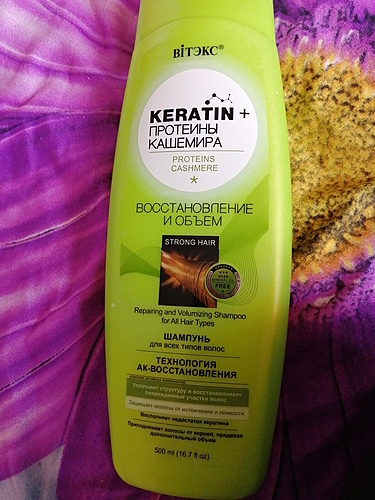 ВІТЭКС®
KERATIN +
ПРОТЕИНЫ
КАШЕМИРА
PROTEINS
CASHMERE
*
ВОССТАНОВЛЕНИЕ
И ОБЪЕМ
STRONG HAIR
FREE
Repairing and Volumizing Shampoo
for All Hair Types
ШАМПУНЬ
для всех типов волос
ТЕХНОЛОГИЯ
АК-ВОССТАНОВЛЕНИЯ
Уплотняет структуру и восстанавливает
поврежденные участки волос
Защищает волосы от истончения и ломкости
Восполняет недостаток кератина
Приподнимает волосы от корней, придавая
дополнительный объем
500 ml (16.7 fl oz)